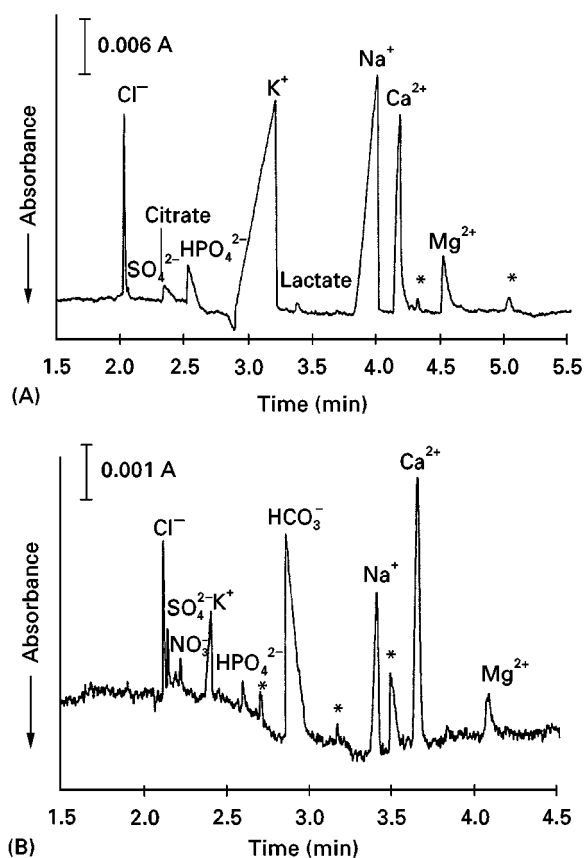 0.006 A
Na⁺
K⁺
Ca²⁺
Cl⁻
Absorbance
Citrate
HPO₄²⁻
SO₄²⁻
Mg²⁺
Lactate
*
*
1.5 2.0 2.5 3.0 3.5 4.0 4.5 5.0 5.5
(A)
Time (min)
0.001 A
Ca²⁺
HCO₃⁻
Cl⁻
Absorbance
Na⁺
SO₄²⁻ K⁺
NO₃⁻
HPO₄²⁻
*
*
*
Mg²⁺
1.5 2.0 2.5 3.0 3.5 4.0 4.5
(B)
Time (min)